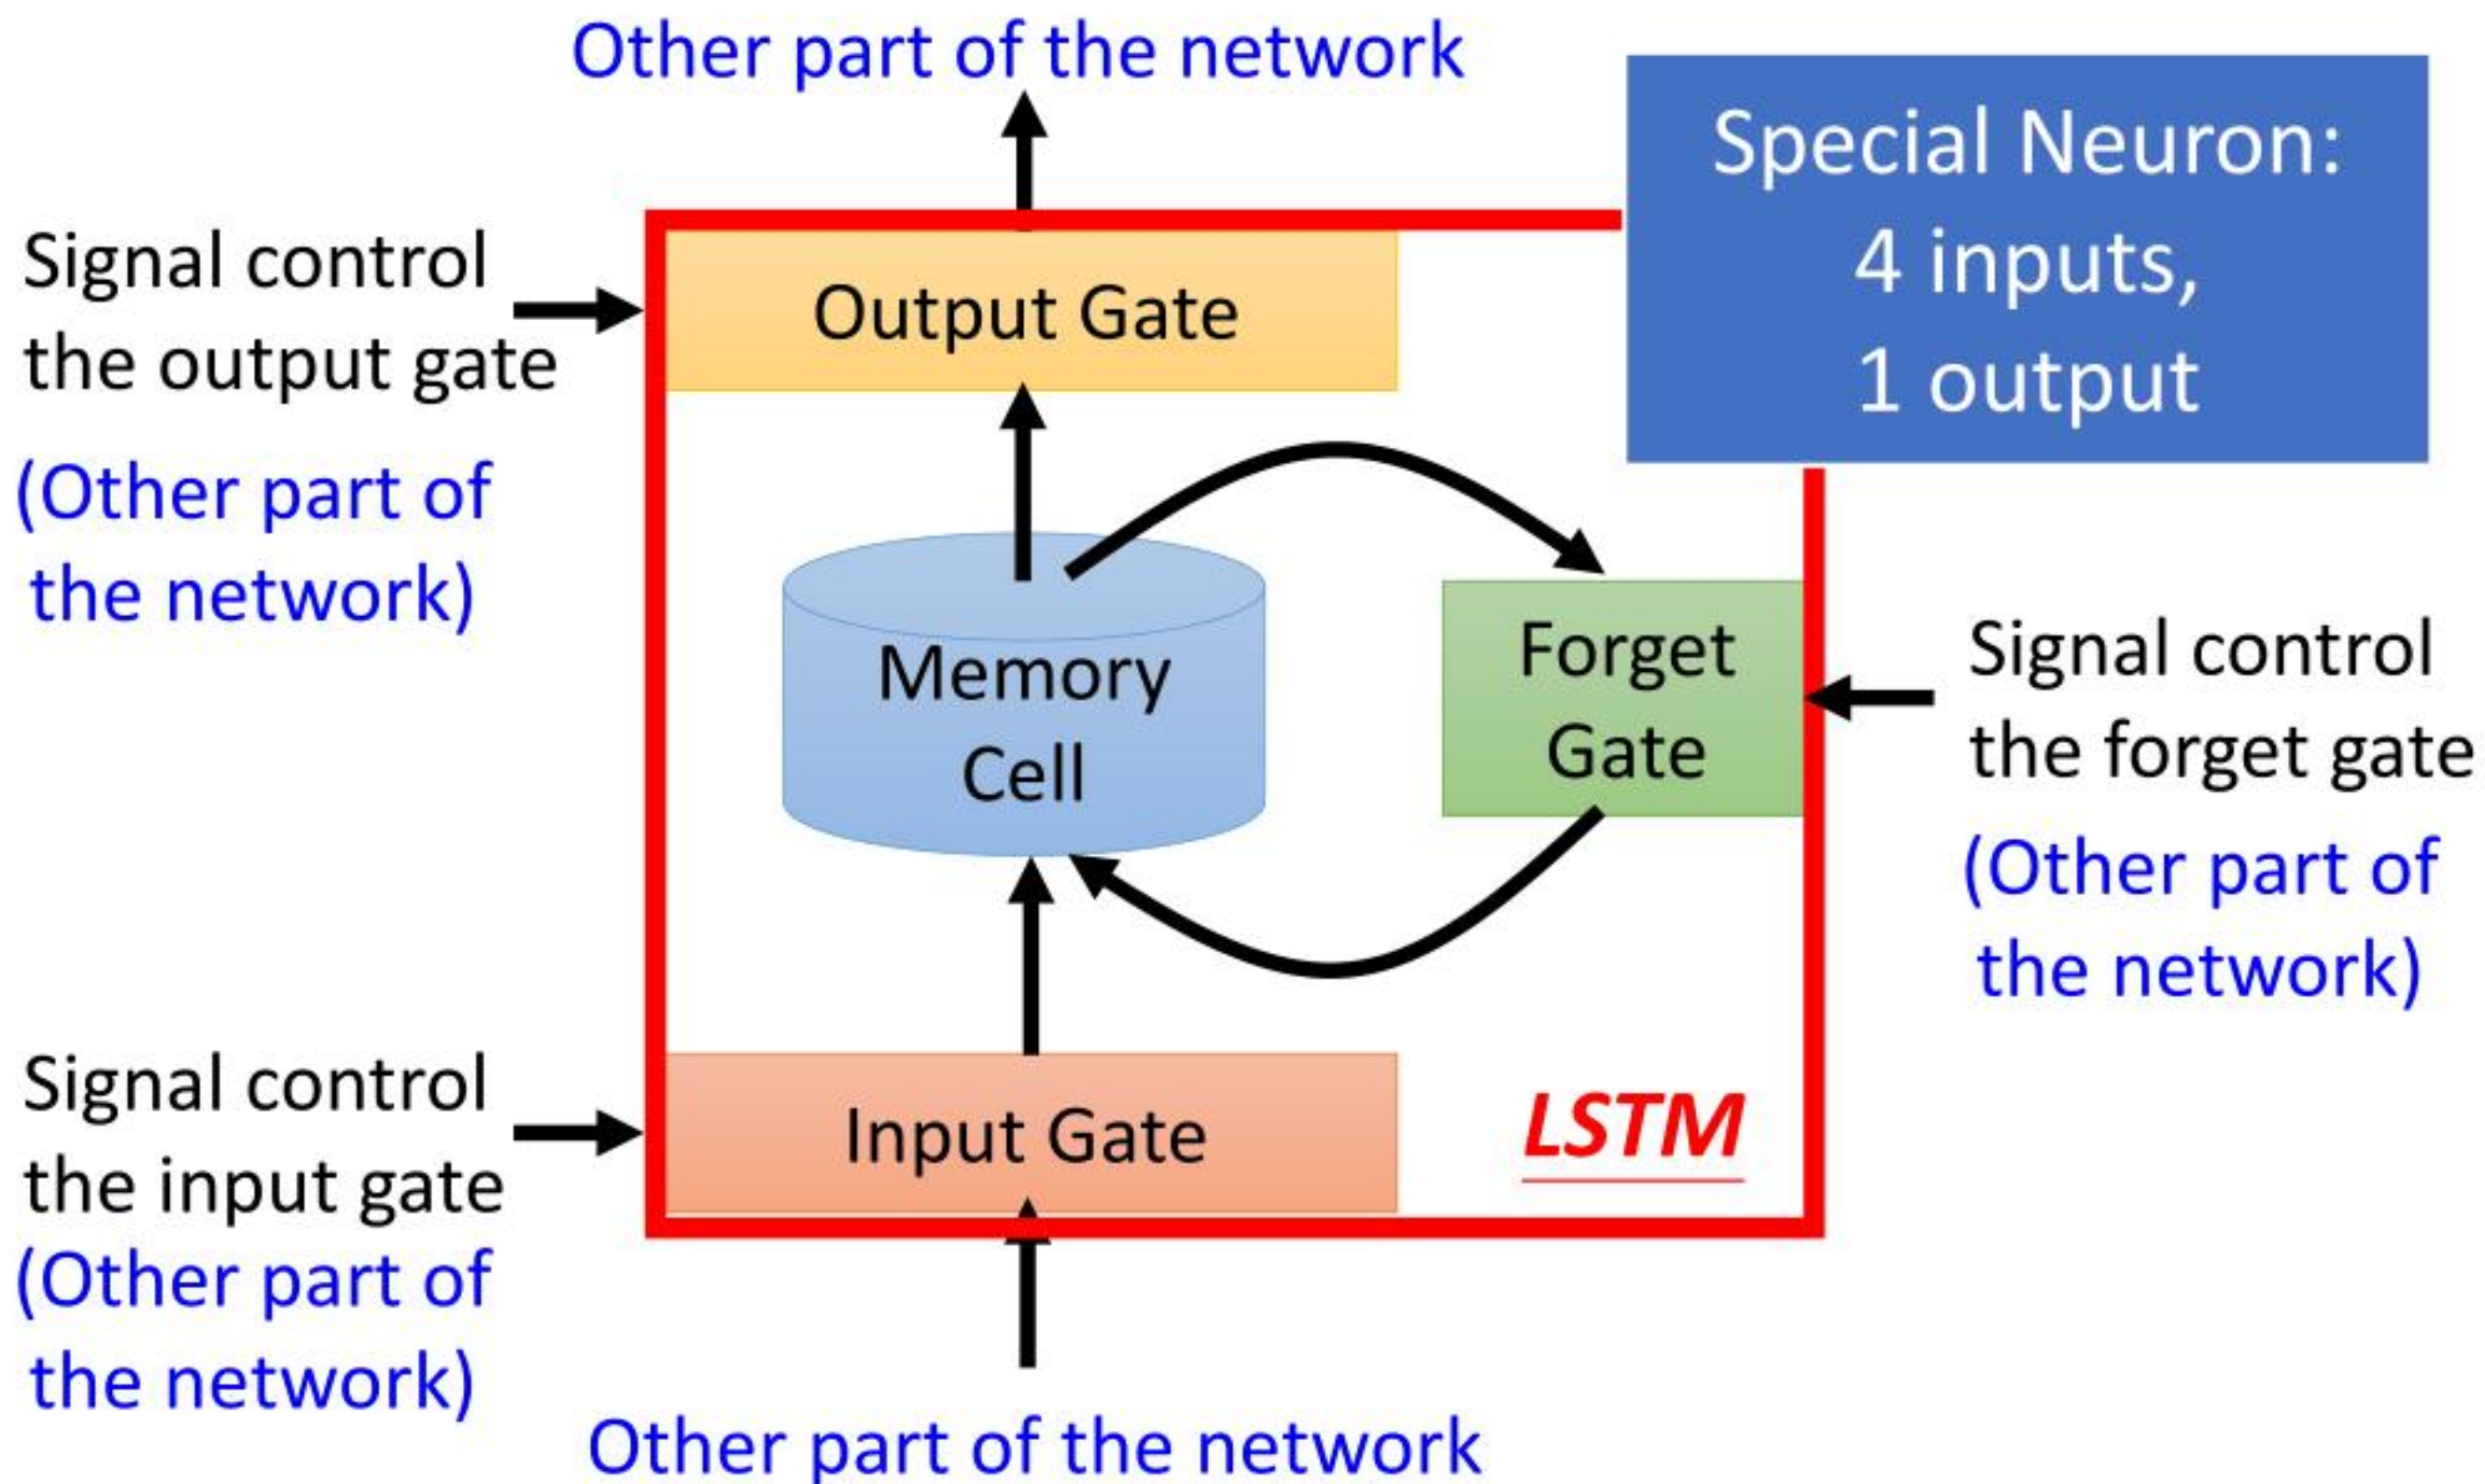 Other part of the network
Special Neuron:
4 inputs,
1 output
Signal control
the output gate
(Other part of
the network)
Output Gate
Memory
Cell
Forget
Gate
Signal control
the forget gate
(Other part of
the network)
Signal control
the input gate
(Other part of
the network)
Input Gate
LSTM
Other part of the network